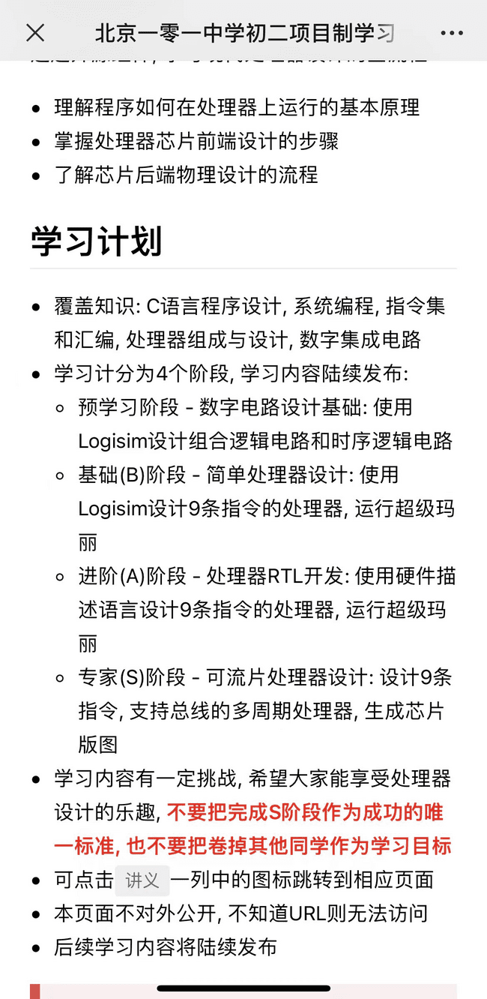 北京一零一中学初二项目制学习
理解程序如何在处理器上运行的基本原理
掌握处理器芯片前端设计的步骤
了解芯片后端物理设计的流程
学习计划
覆盖知识: C语言程序设计, 系统编程, 指令集
和汇编, 处理器组成与设计, 数字集成电路
学习计分为4个阶段, 学习内容陆续发布:
预学习阶段 - 数字电路设计基础: 使用
Logisim设计组合逻辑电路和时序逻辑电路
基础(B)阶段 - 简单处理器设计: 使用
Logisim设计9条指令的处理器, 运行超级玛
丽
进阶(A)阶段 - 处理器RTL开发: 使用硬件描
述语言设计9条指令的处理器, 运行超级玛
丽
专家(S)阶段 - 可流片处理器设计: 设计9条
指令, 支持总线的多周期处理器, 生成芯片
版图
学习内容有一定挑战, 希望大家能享受处理器
设计的乐趣, 不要把完成S阶段作为成功的唯
一标准, 也不要把卷掉其他同学作为学习目标
可点击 讲义 一列中的图标跳转到相应页面
本页面不对外公开, 不知道URL则无法访问
后续学习内容将陆续发布